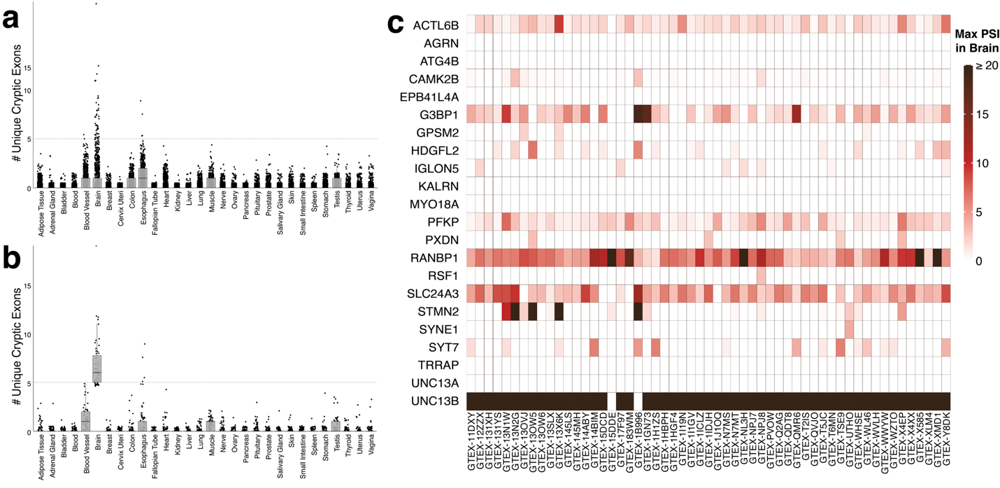 a
# Unique Cryptic Exons
15
10
5
0
Adipose Tissue
Adrenal Gland
Bladder
Blood
Blood Vessel
Brain
Breast
Cervix Uteri
Colon
Esophagus
Fallopian Tube
Heart
Kidney
Liver
Lung
Muscle
Nerve
Ovary
Pancreas
Pituitary
Prostate
Salivary Gland
Skin
Small Intestine
Spleen
Stomach
Testis
Thyroid
Uterus
Vagina
b
# Unique Cryptic Exons
15
10
5
0
Adipose Tissue
Adrenal Gland
Bladder
Blood
Blood Vessel
Brain
Breast
Cervix Uteri
Colon
Esophagus
Fallopian Tube
Heart
Kidney
Liver
Lung
Muscle
Nerve
Ovary
Pancreas
Pituitary
Prostate
Salivary Gland
Skin
Small Intestine
Spleen
Stomach
Testis
Thyroid
Uterus
Vagina
c
ACTL6B
AGRN
ATG4B
CAMK2B
EPB41L4A
G3BP1
GPSM2
HDGFL2
IGLON5
KALRN
MYO18A
PFKP
PXDN
RANBP1
RSF1
SLC24A3
STMN2
SYNE1
SYT7
TRRAP
UNC13A
UNC13B
GTEX-11DXY
GTEX-12ZZX
GTEX-131XH
GTEX-131YS
GTEX-13N1W
GTEX-13N2G
GTEX-13OVJ
GTEX-13OW5
GTEX-13OW6
GTEX-13SLX
GTEX-13X6K
GTEX-145LS
GTEX-145MH
GTEX-14ABY
GTEX-14BIM
GTEX-15DCD
GTEX-15DDE
GTEX-17F97
GTEX-183WM
GTEX-1B996
GTEX-1GN73
GTEX-1H1ZS
GTEX-1HBPH
GTEX-1HGF4
GTEX-1I19N
GTEX-1IGV
GTEX-1ICLZ
GTEX-1IDJH
GTEX-1J1OQ
GTEX-N7MS
GTEX-N7MT
GTEX-NL3H
GTEX-NPJ7
GTEX-NPJ8
GTEX-PVOW
GTEX-Q2AG
GTEX-QDT8
GTEX-QMR6
GTEX-QVJO
GTEX-T2IS
GTEX-T5JC
GTEX-T6MN
GTEX-TSE9
GTEX-UTHO
GTEX-WHSE
GTEX-WL46
GTEX-WVLH
GTEX-WWYW
GTEX-WZTO
GTEX-X4EP
GTEX-X4XX
GTEX-X585
GTEX-XLM4
GTEX-XMD1
GTEX-Y8DK
Max PSI
in Brain
≥ 20
15
10
5
0